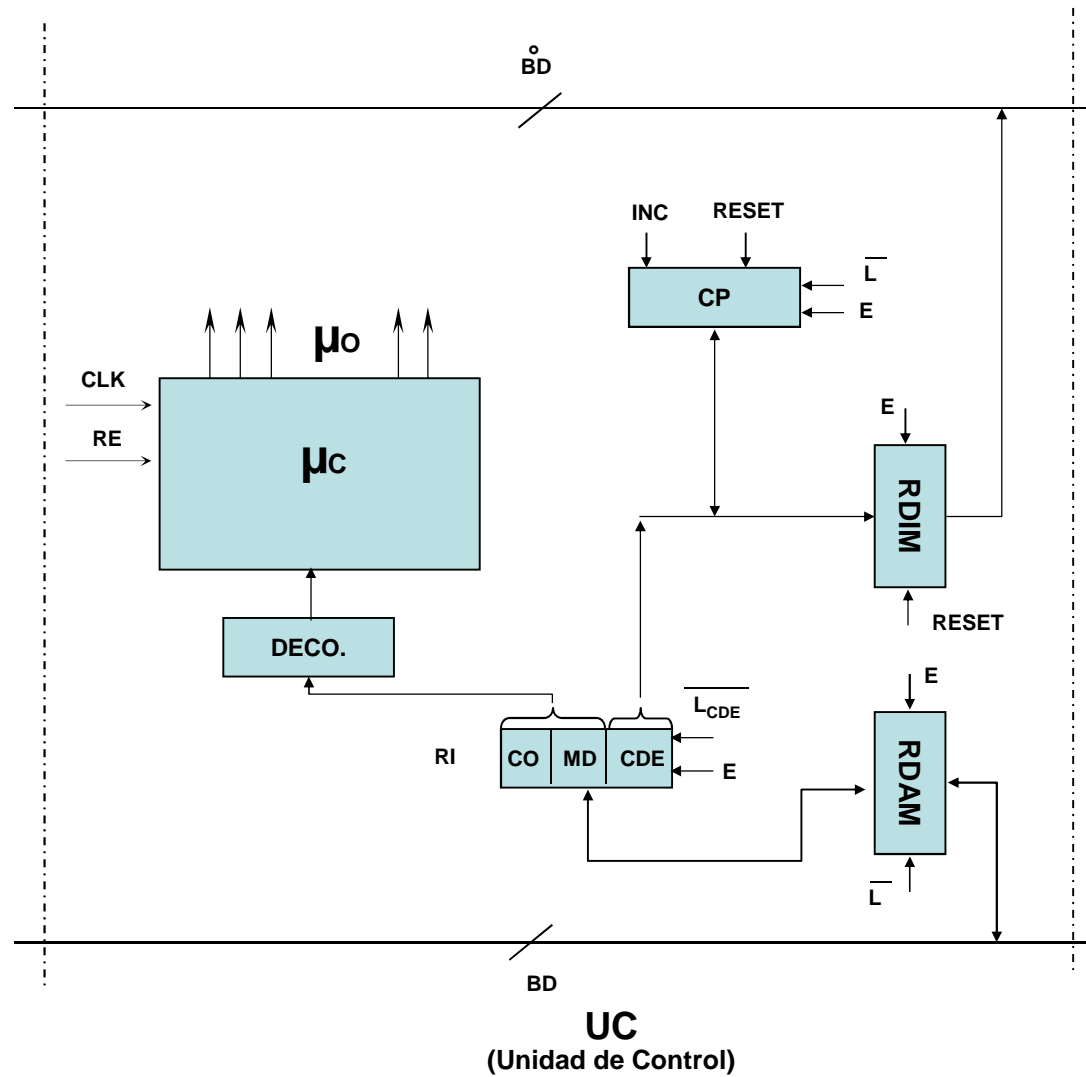 B̊D
INC
RESET
L̅
CP
E
μO
CLK
RE
μC
E
RDIM
RESET
DECO.
E
L̅C̅D̅E̅
RI
CO
MD
CDE
E
RDAM
L̅
BD
UC
(Unidad de Control)